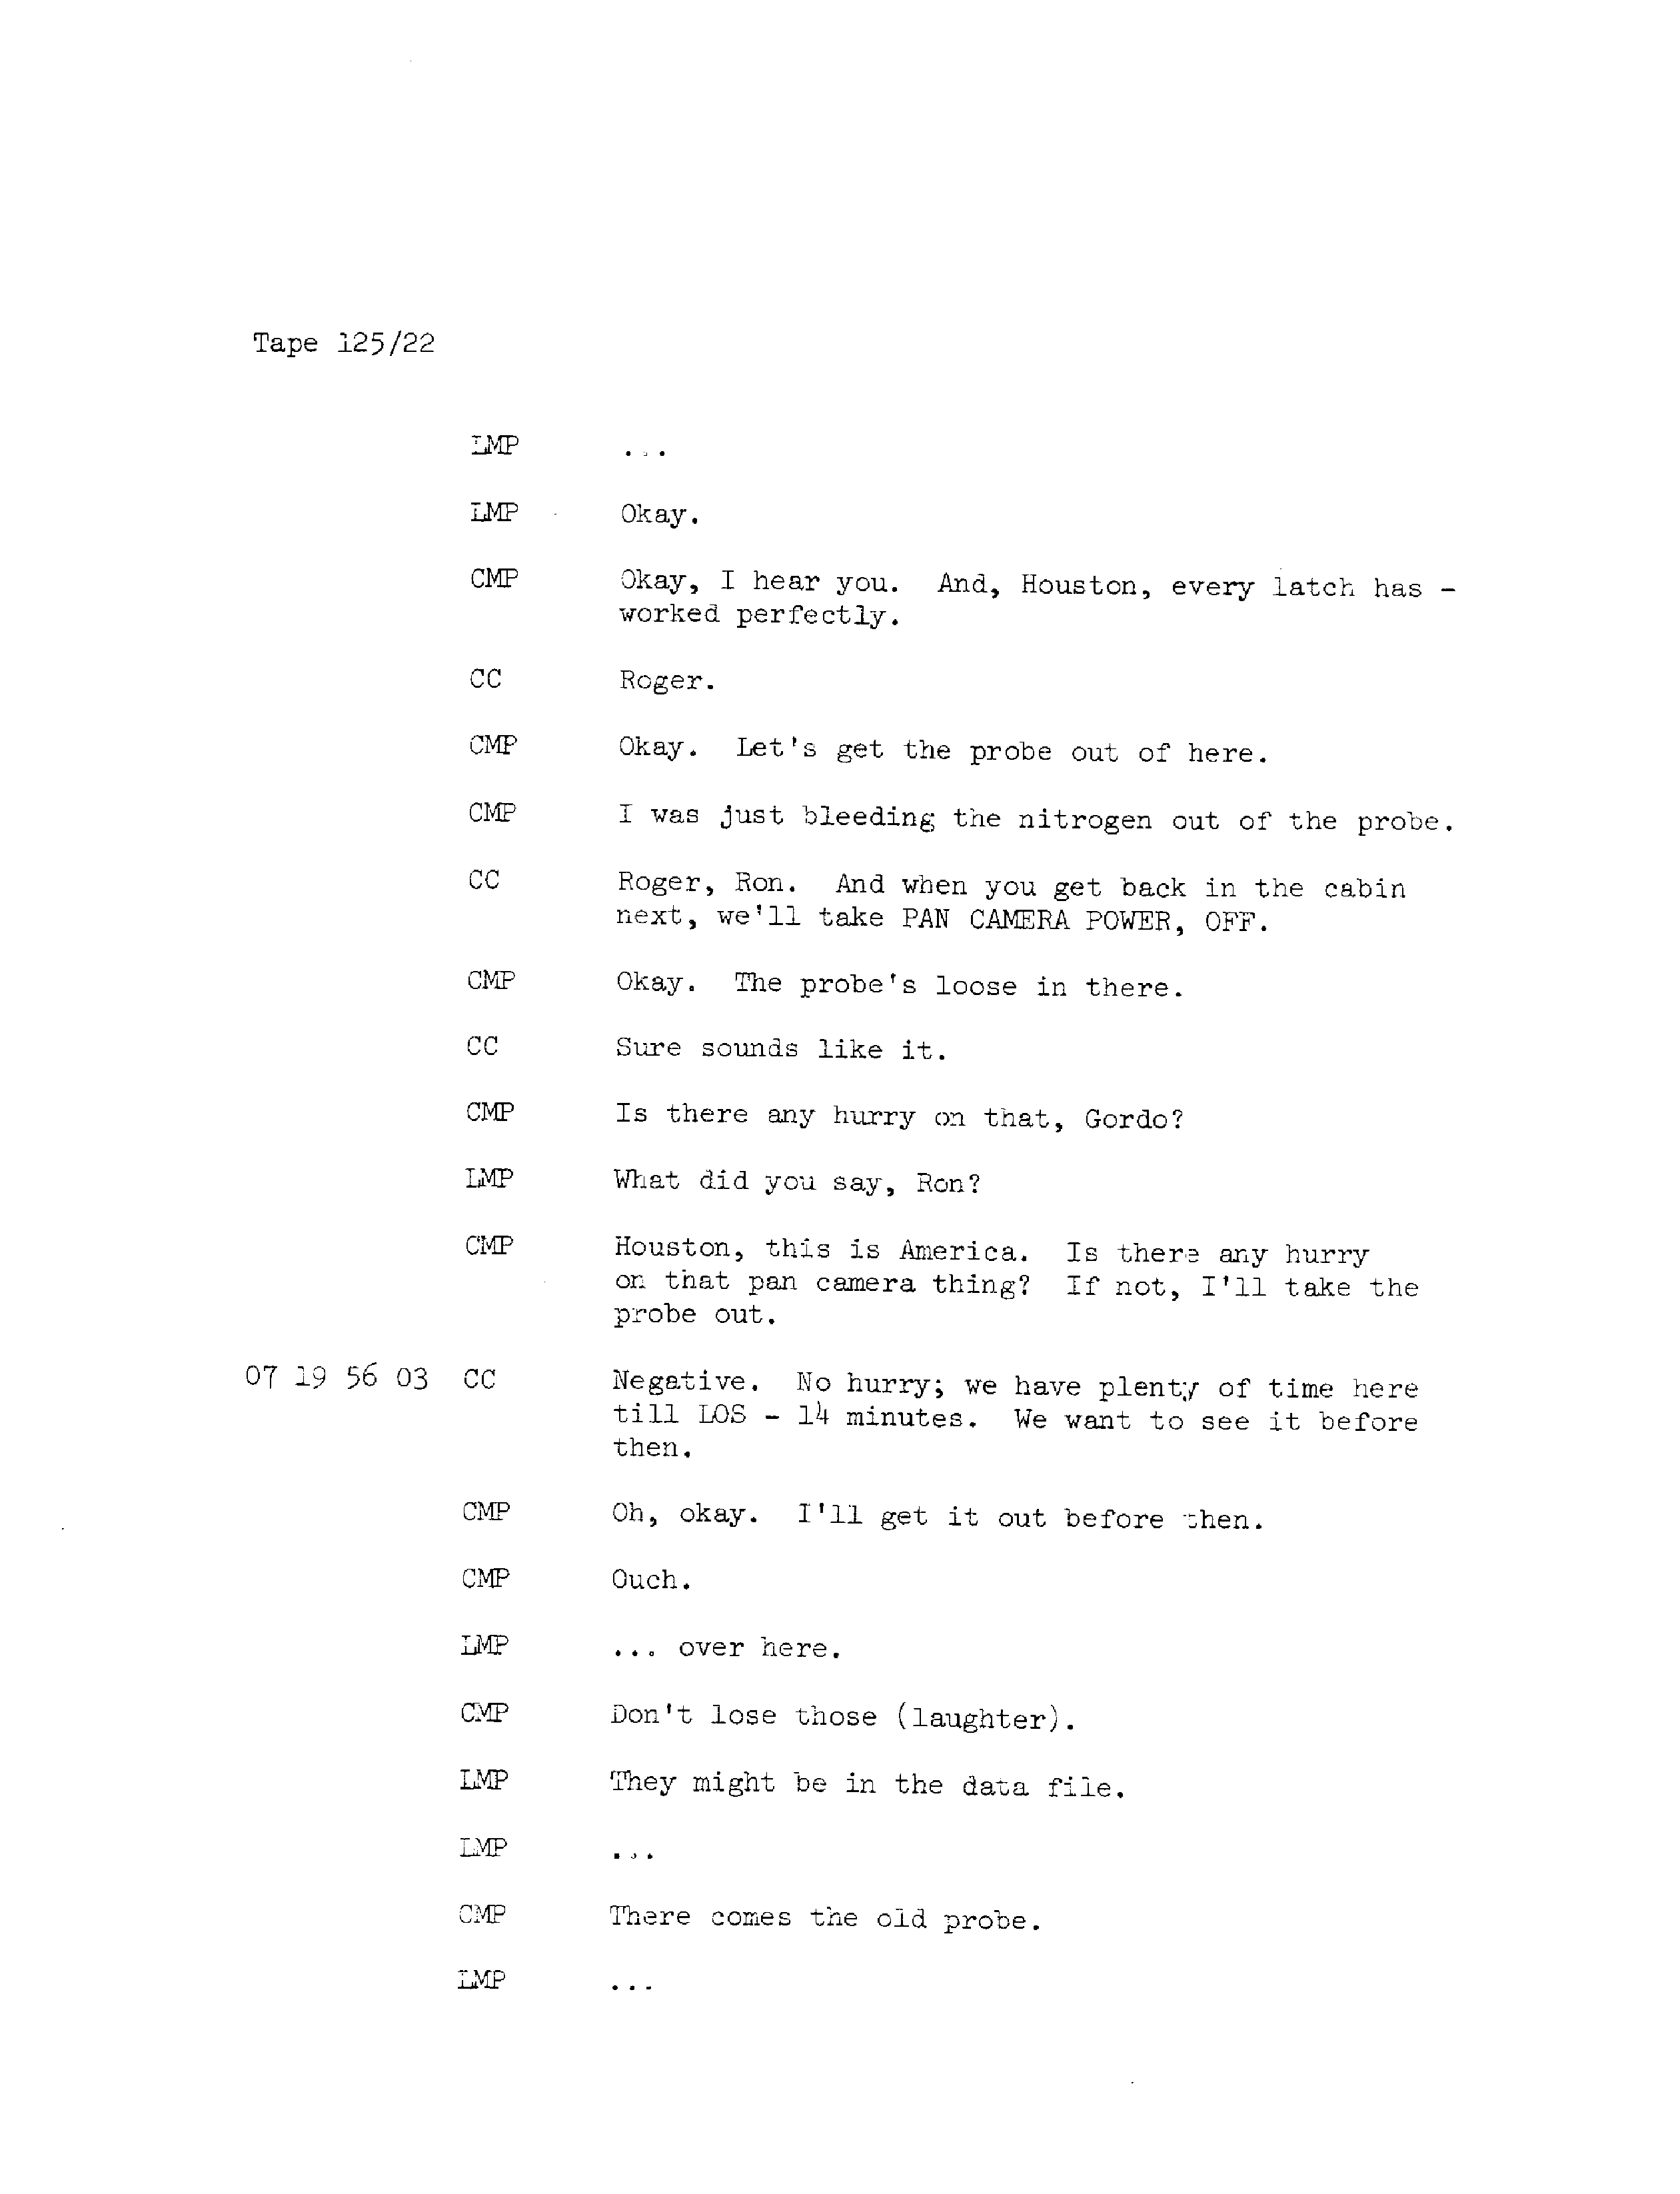 Tape 125/22
LMP ...
LMP Okay.
CMP Okay, I hear you. And, Houston, every latch has -
worked perfectly.
CC Roger.
CMP Okay. Let's get the probe out of here.
CMP I was just bleeding the nitrogen out of the probe.
CC Roger, Ron. And when you get back in the cabin
next, we'll take PAN CAMERA POWER, OFF.
CMP Okay. The probe's loose in there.
CC Sure sounds like it.
CMP Is there any hurry on that, Gordo?
LMP What did you say, Ron?
CMP Houston, this is America. Is there any hurry
on that pan camera thing? If not, I'll take the
probe out.
07 19 56 03 CC Negative. No hurry; we have plenty of time here
till LOS - 14 minutes. We want to see it before
then.
CMP Oh, okay. I'll get it out before then.
CMP Ouch.
LMP ... over here.
CMP Don't lose those (laughter).
LMP They might be in the data file.
LMP ...
CMP There comes the old probe.
LMP ...